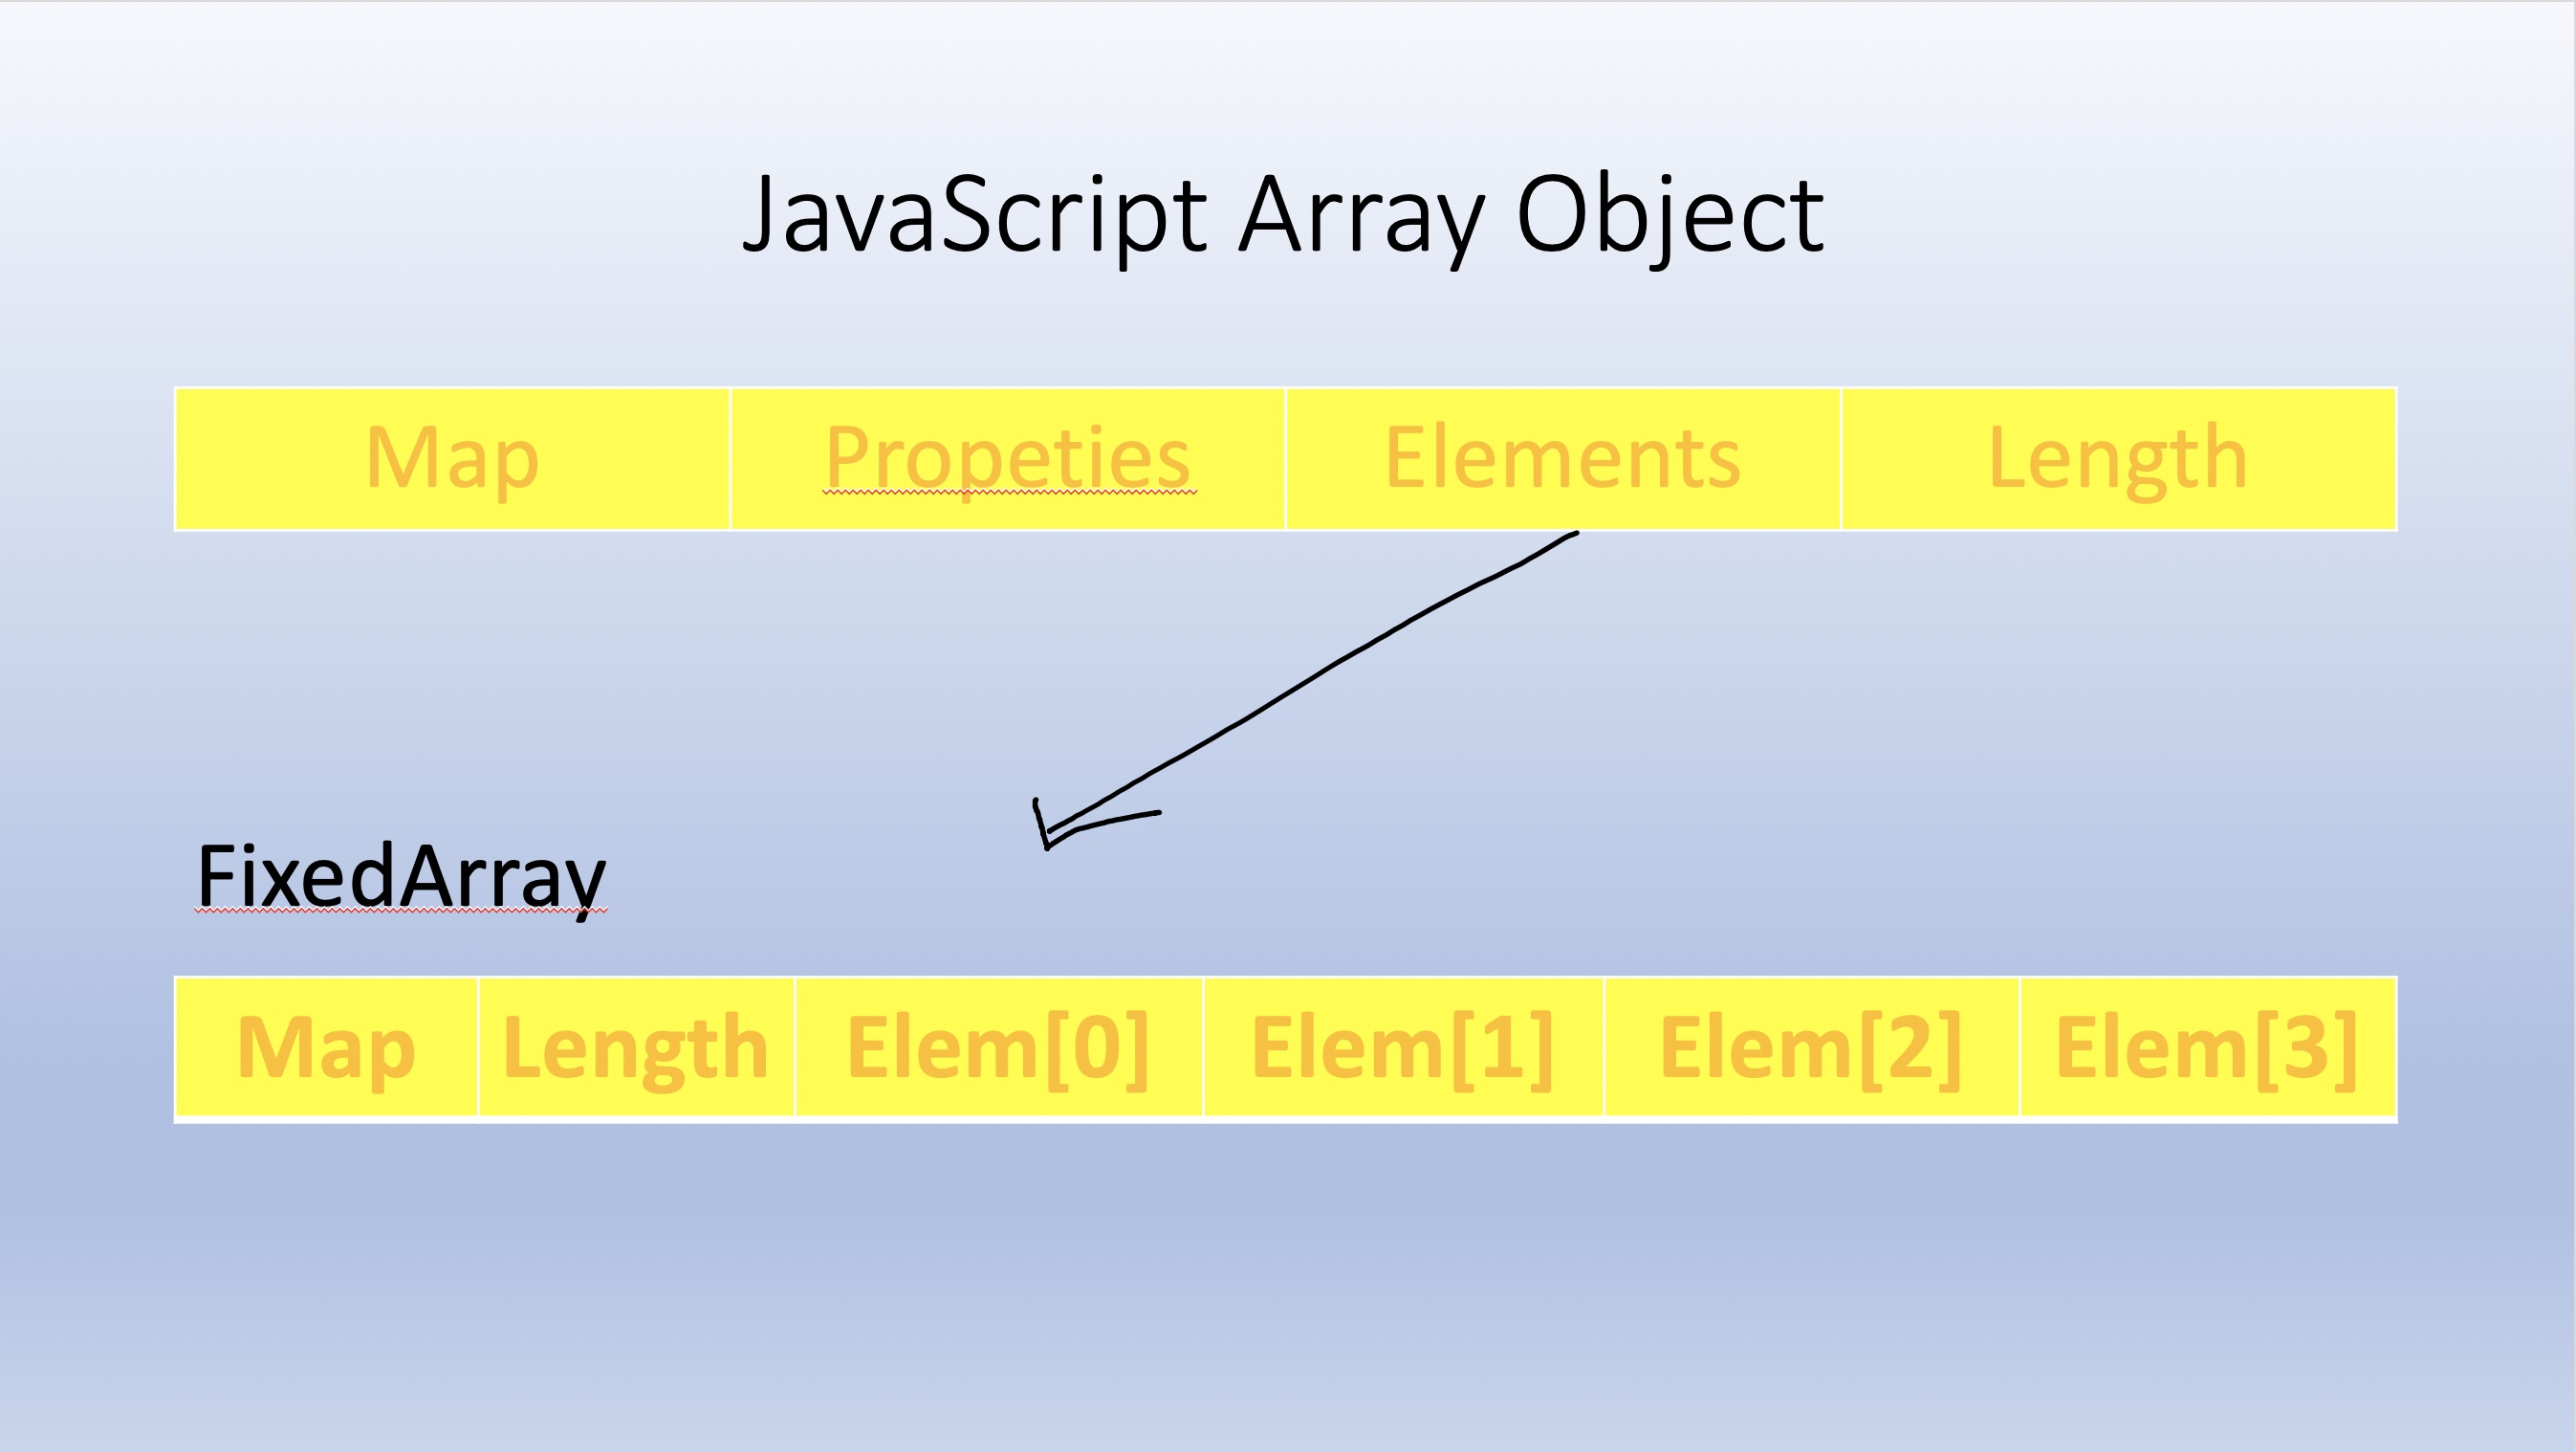 JavaScript Array Object
Map Propeties Elements Length
FixedArray
Map Length Elem[0] Elem[1] Elem[2] Elem[3]